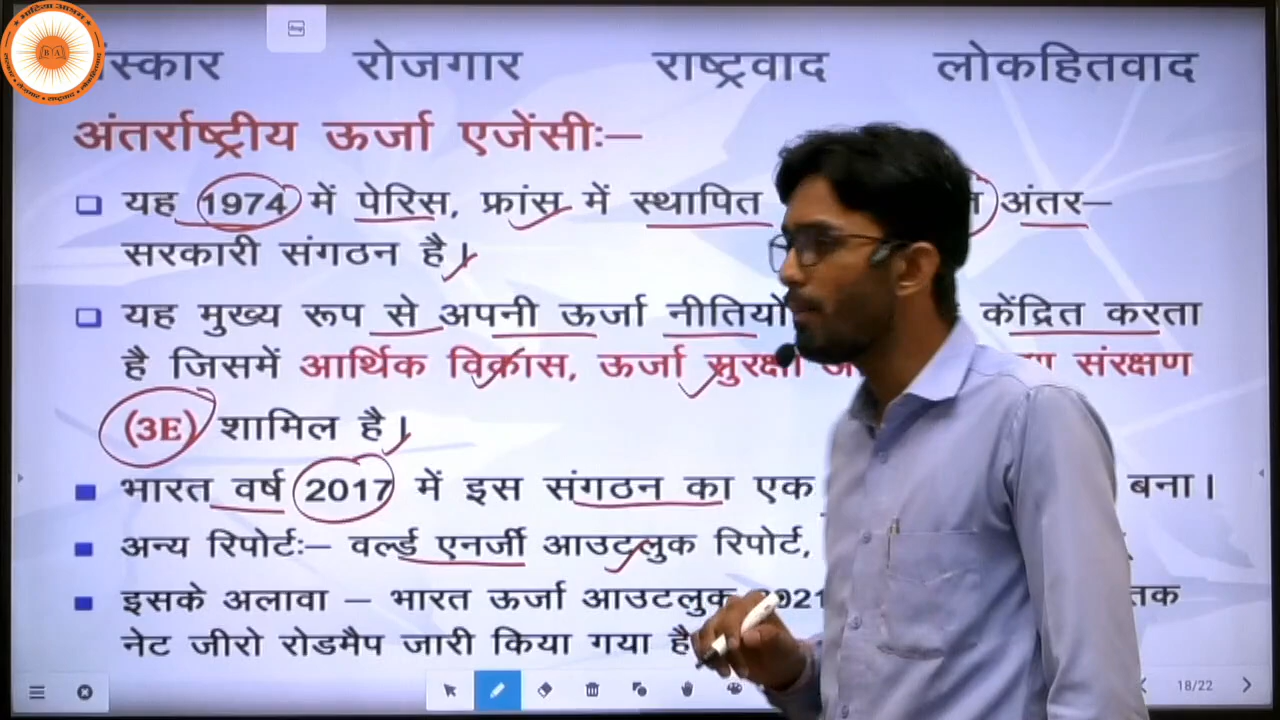 स्कार रोजगार राष्ट्रवाद लोकहितवाद
अंतर्राष्ट्रीय ऊर्जा एजेंसीः–
यह 1974 में पेरिस, फ्रांस में स्थापित अंतर–
सरकारी संगठन है।
यह मुख्य रूप से अपनी ऊर्जा नीतियों केंद्रित करता
है जिसमें आर्थिक विकास, ऊर्जा सुरक्षा संरक्षण
(3E) शामिल है।
भारत वर्ष 2017 में इस संगठन का एक बना।
अन्य रिपोर्टः– वर्ल्ड एनर्जी आउटलुक रिपोर्ट,
इसके अलावा – भारत ऊर्जा आउटलुक 2021 तक
नेट जीरो रोडमैप जारी किया गया है
18/22